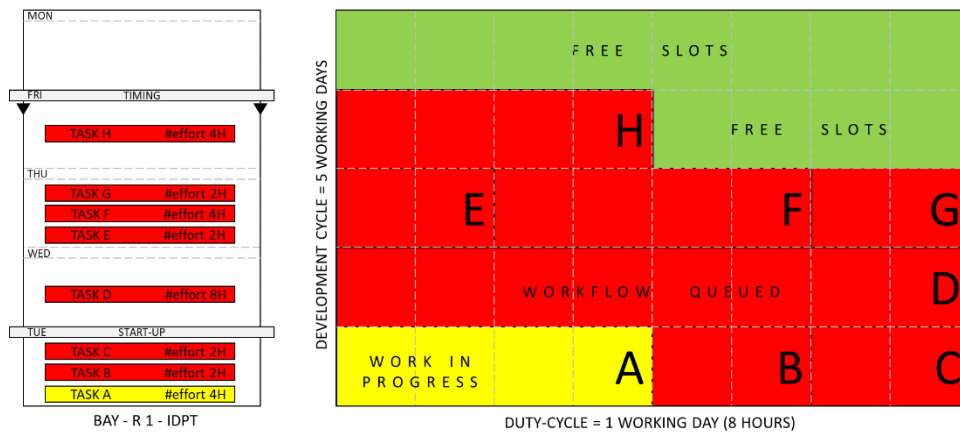 MON
FRI TIMING
TASK H #effort 4H
THU
TASK G #effort 2H
TASK F #effort 4H
TASK E #effort 2H
WED
TASK D #effort 8H
TUE START-UP
TASK C #effort 2H
TASK B #effort 2H
TASK A #effort 4H
BAY - R 1 - IDPT
DEVELOPMENT CYCLE = 5 WORKING DAYS
FREE SLOTS
H FREE SLOTS
E F G
WORKFLOW QUEUED D
WORK IN
PROGRESS
A B C
DUTY-CYCLE = 1 WORKING DAY (8 HOURS)